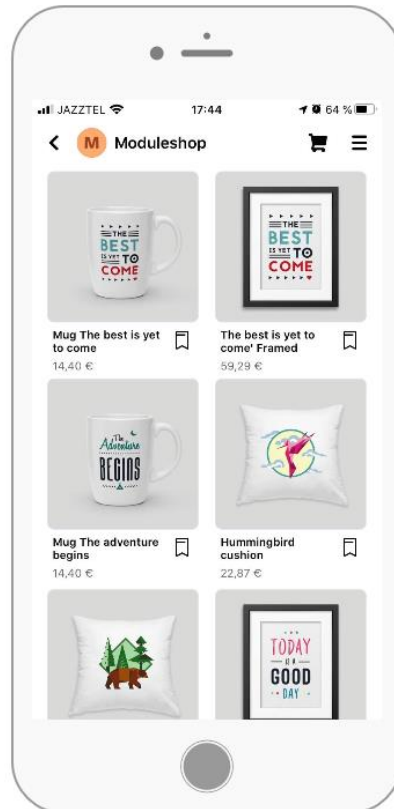 JAZZTEL
17:44
64 %
M
Moduleshop
THE
BEST
IS YET TO
COME
THE
BEST
IS YET TO
COME
Mug The best is yet
to come
14,40 €
The best is yet to
come' Framed
59,29 €
The
Adventure
BEGINS
Mug The adventure
begins
14,40 €
Hummingbird
cushion
22,87 €
TODAY
IS A
GOOD
DAY